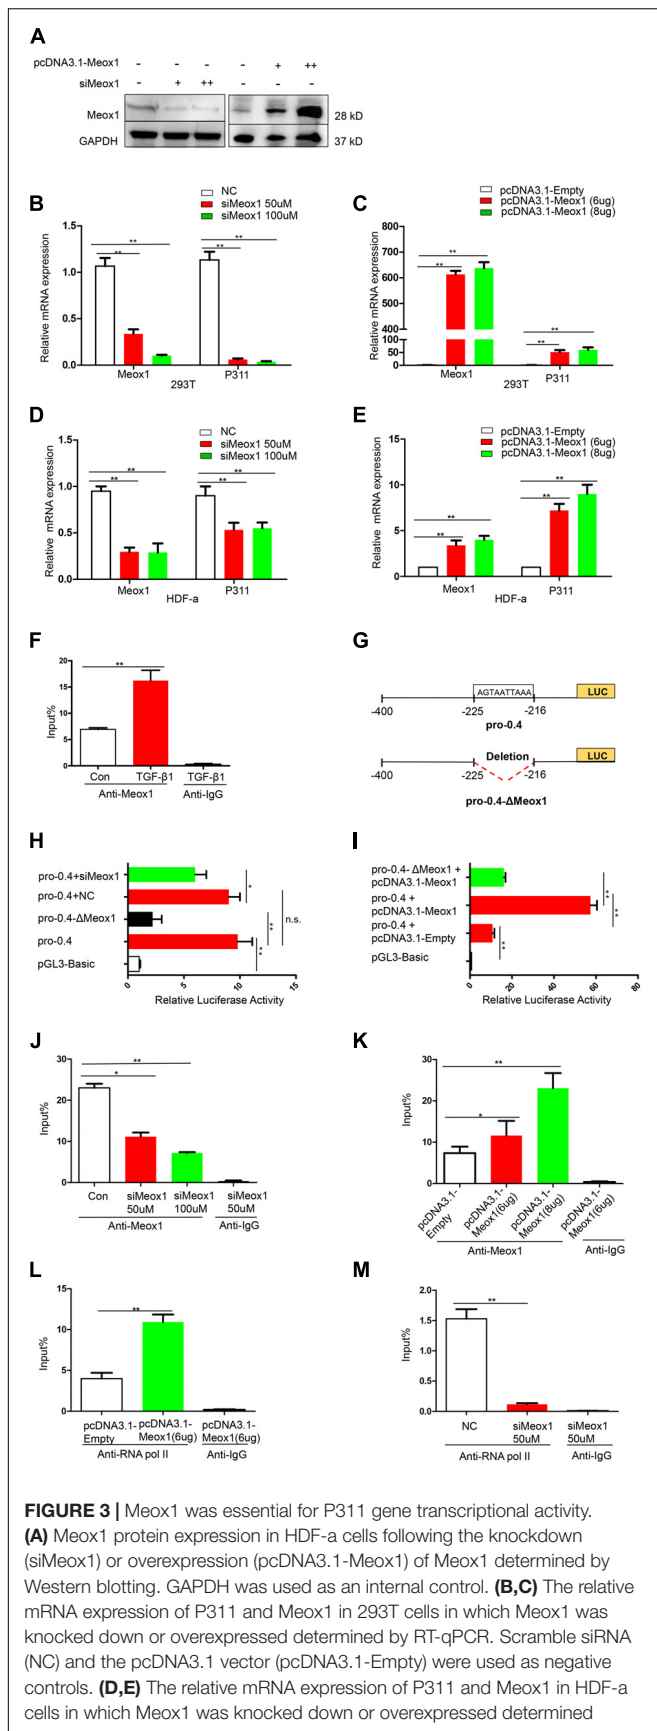 A
pcDNA3.1-Meox1 - - - - + ++
siMeox1 - + ++ - - -
Meox1 28 kD
GAPDH 37 kD
B
NC
siMeox1 50uM
siMeox1 100uM
Relative mRNA expression
1.5
1.0
0.5
0.0
** ** ** **
Meox1 P311
293T
C
pcDNA3.1-Empty
pcDNA3.1-Meox1 (6ug)
pcDNA3.1-Meox1 (8ug)
Relative mRNA expression
800
600
400
200
100
50
0
** ** ** **
Meox1 P311
293T
D
NC
siMeox1 50uM
siMeox1 100uM
Relative mRNA expression
1.5
1.0
0.5
0.0
** ** ** **
Meox1 P311
HDF-a
E
pcDNA3.1-Empty
pcDNA3.1-Meox1 (6ug)
pcDNA3.1-Meox1 (8ug)
Relative mRNA expression
15
10
5
0
** ** ** **
Meox1 P311
HDF-a
F
Input%
20
15
10
5
0
**
Con TGF-β1 TGF-β1
Anti-Meox1 Anti-IgG
G
AGTAATTAAA LUC
-400 -225 -216
pro-0.4
Deletion LUC
-400 -225 -216
pro-0.4-ΔMeox1
H
pro-0.4+siMeox1
pro-0.4+NC
pro-0.4-ΔMeox1
pro-0.4
pGL3-Basic
* ** ** n.s.
0 5 10 15
Relative Luciferase Activity
I
pro-0.4- ΔMeox1 +
pcDNA3.1-Meox1
pro-0.4 +
pcDNA3.1-Meox1
pro-0.4 +
pcDNA3.1-Empty
pGL3-Basic
** ** **
0 20 40 60 80
Relative Luciferase Activity
J
Input%
30
20
10
0
** *
Con siMeox1 siMeox1 siMeox1
50uM 100uM 50uM
Anti-Meox1 Anti-IgG
K
Input%
30
20
10
0
** *
pcDNA3.1-
Empty
pcDNA3.1-
Meox1(6ug)
pcDNA3.1-
Meox1(8ug)
pcDNA3.1-
Meox1(6ug)
Anti-Meox1 Anti-IgG
L
Input%
15
10
5
0
**
pcDNA3.1- pcDNA3.1- pcDNA3.1-
Empty Meox1(6ug) Meox1(6ug)
Anti-RNA pol II Anti-IgG
M
Input%
2.0
1.5
1.0
0.5
0.0
**
NC siMeox1 siMeox1
50uM 50uM
Anti-RNA pol II Anti-IgG
FIGURE 3 | Meox1 was essential for P311 gene transcriptional activity.
(A) Meox1 protein expression in HDF-a cells following the knockdown
(siMeox1) or overexpression (pcDNA3.1-Meox1) of Meox1 determined by
Western blotting. GAPDH was used as an internal control. (B,C) The relative
mRNA expression of P311 and Meox1 in 293T cells in which Meox1 was
knocked down or overexpressed determined by RT-qPCR. Scramble siRNA
(NC) and the pcDNA3.1 vector (pcDNA3.1-Empty) were used as negative
controls. (D,E) The relative mRNA expression of P311 and Meox1 in HDF-a
cells in which Meox1 was knocked down or overexpressed determined